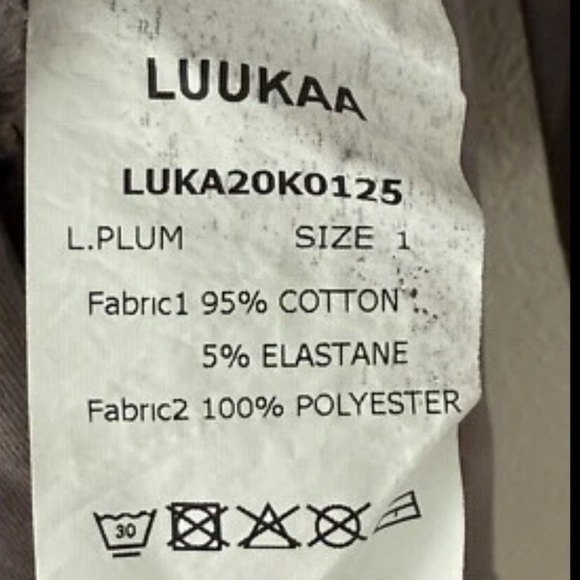 LUUKAA
LUKA20K0125
L.PLUM SIZE 1
Fabric1 95% COTTON
5% ELASTANE
Fabric2 100% POLYESTER
30